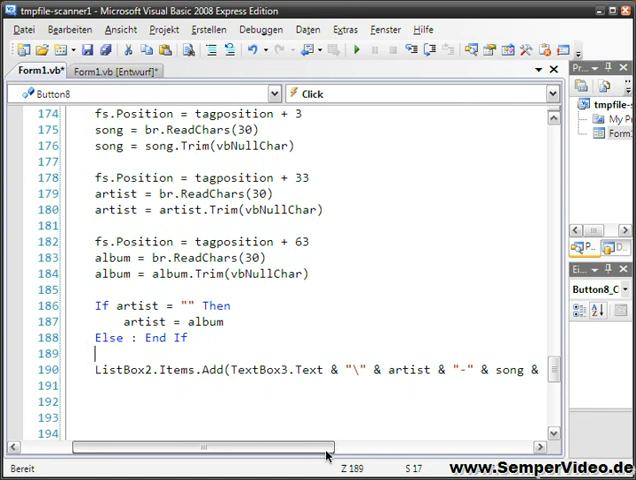 tmpfile-scanner1 - Microsoft Visual Basic 2008 Express Edition
Datei Bearbeiten Ansicht Projekt Erstellen Debuggen Daten Extras Fenster Hilfe
Form1.vb* Form1.vb [Entwurf]*
Button8 Click
174 fs.Position = tagposition + 3
175 song = br.ReadChars(30)
176 song = song.Trim(vbNullChar)
177
178 fs.Position = tagposition + 33
179 artist = br.ReadChars(30)
180 artist = artist.Trim(vbNullChar)
181
182 fs.Position = tagposition + 63
183 album = br.ReadChars(30)
184 album = album.Trim(vbNullChar)
185
186 If artist = "" Then
187 artist = album
188 Else : End If
189
190 ListBox2.Items.Add(TextBox3.Text & "\" & artist & "-" & song &
191
192
193
194
Pr...
tmpfile-s
My P
Form1
P... D...
Ei...
Button8_C
Bereit Z 189 S 17
www.SemperVideo.de